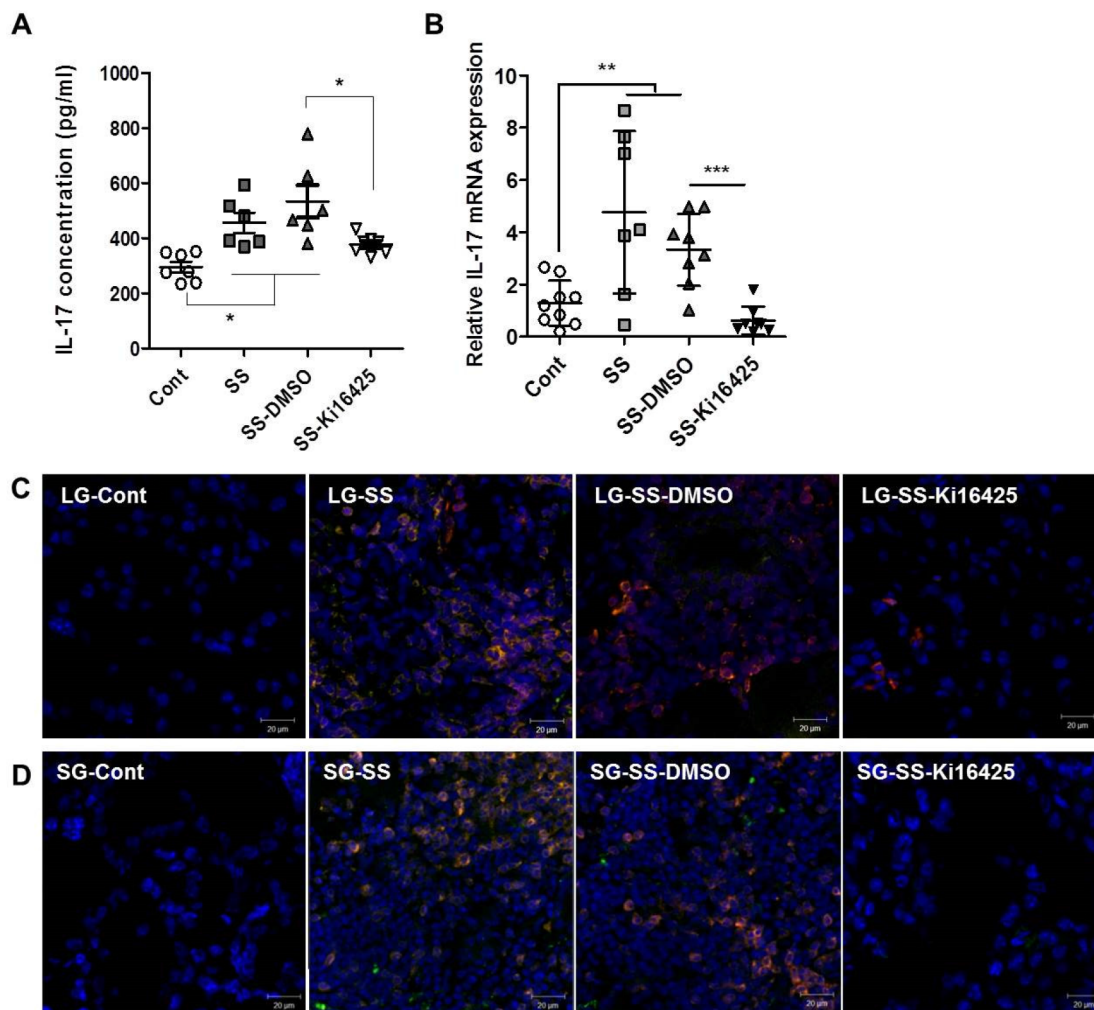 A
IL-17 concentration (pg/ml)
1000
800
600
400
200
0
*
*
Cont
SS
SS-DMSO
SS-Ki16425
B
Relative IL-17 mRNA expression
10
8
6
4
2
0
**
***
Cont
SS
SS-DMSO
SS-Ki16425
C
LG-Cont
20 µm
LG-SS
20 µm
LG-SS-DMSO
20 µm
LG-SS-Ki16425
20 µm
D
SG-Cont
20 µm
SG-SS
20 µm
SG-SS-DMSO
20 µm
SG-SS-Ki16425
20 µm